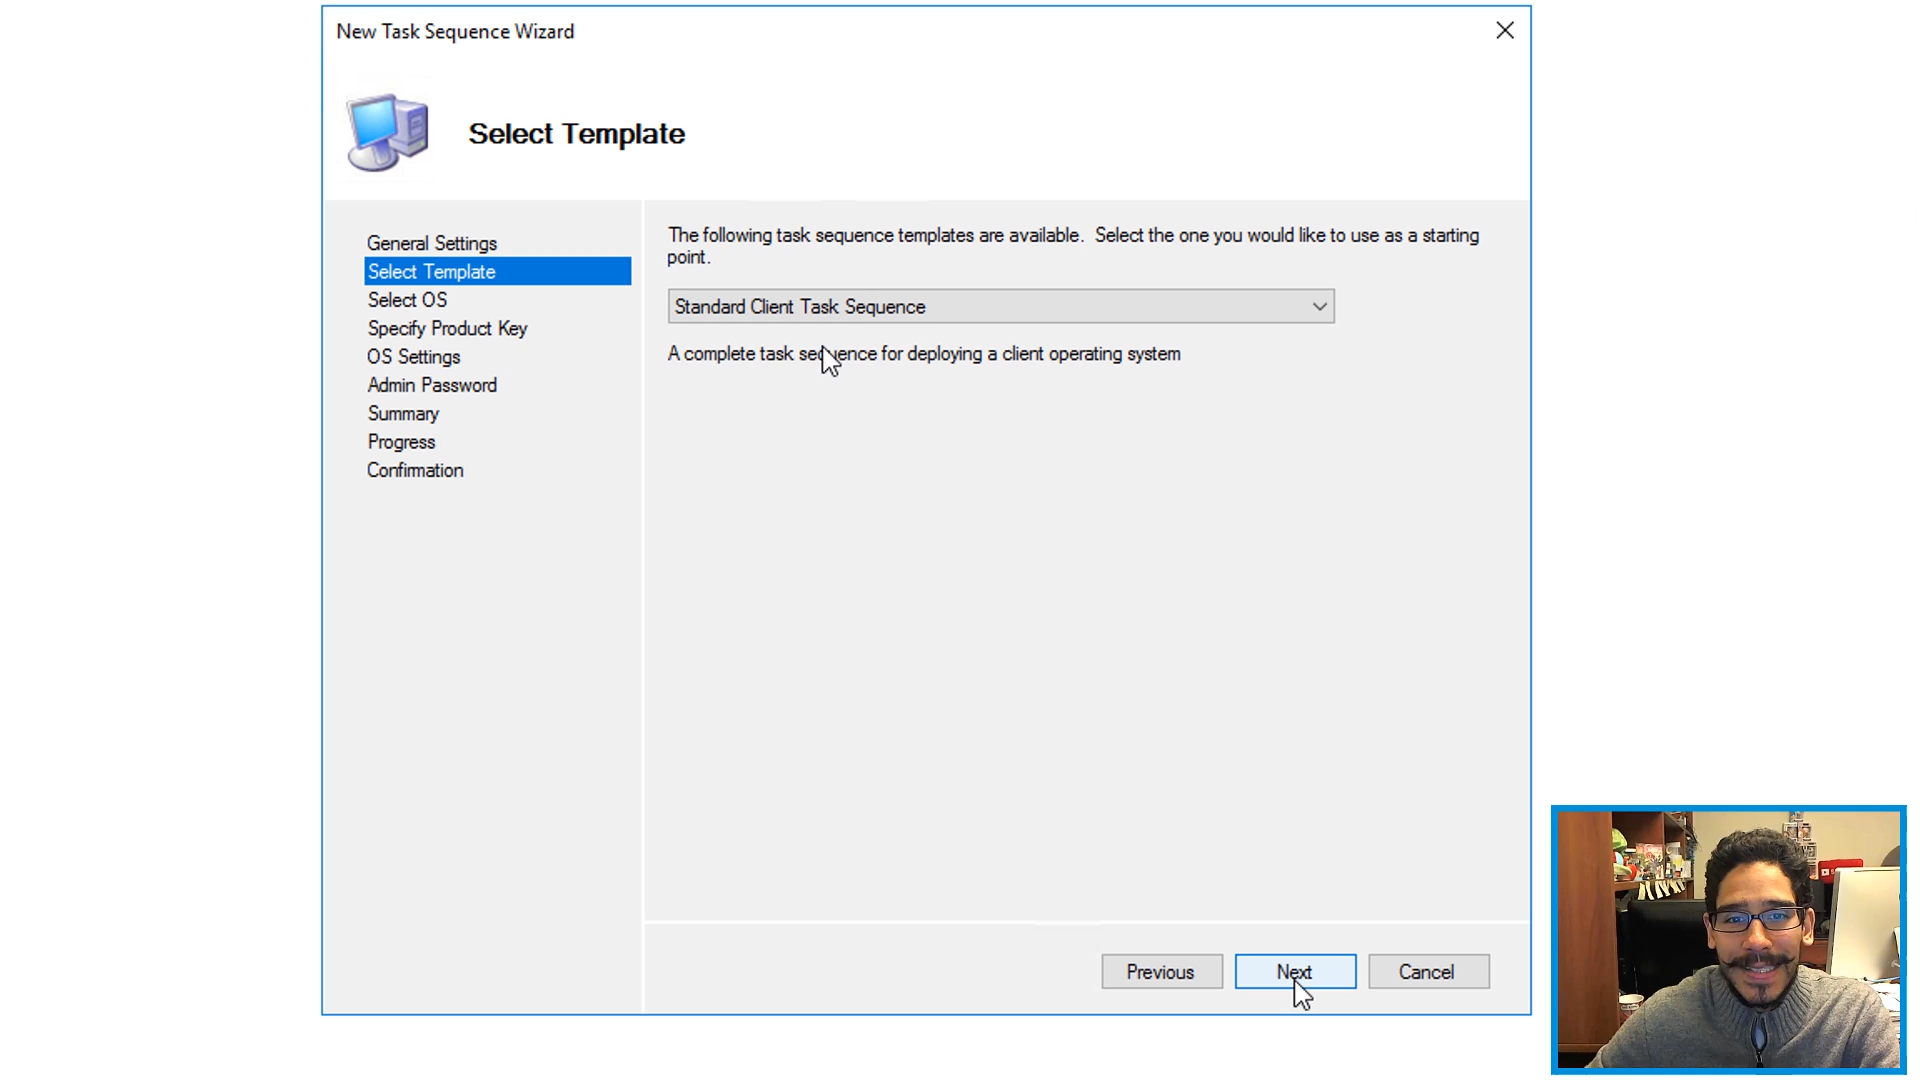 New Task Sequence Wizard
Select Template
General Settings
Select Template
Select OS
Specify Product Key
OS Settings
Admin Password
Summary
Progress
Confirmation
The following task sequence templates are available.  Select the one you would like to use as a starting
point.
Standard Client Task Sequence
A complete task sequence for deploying a client operating system
Previous
Next
Cancel